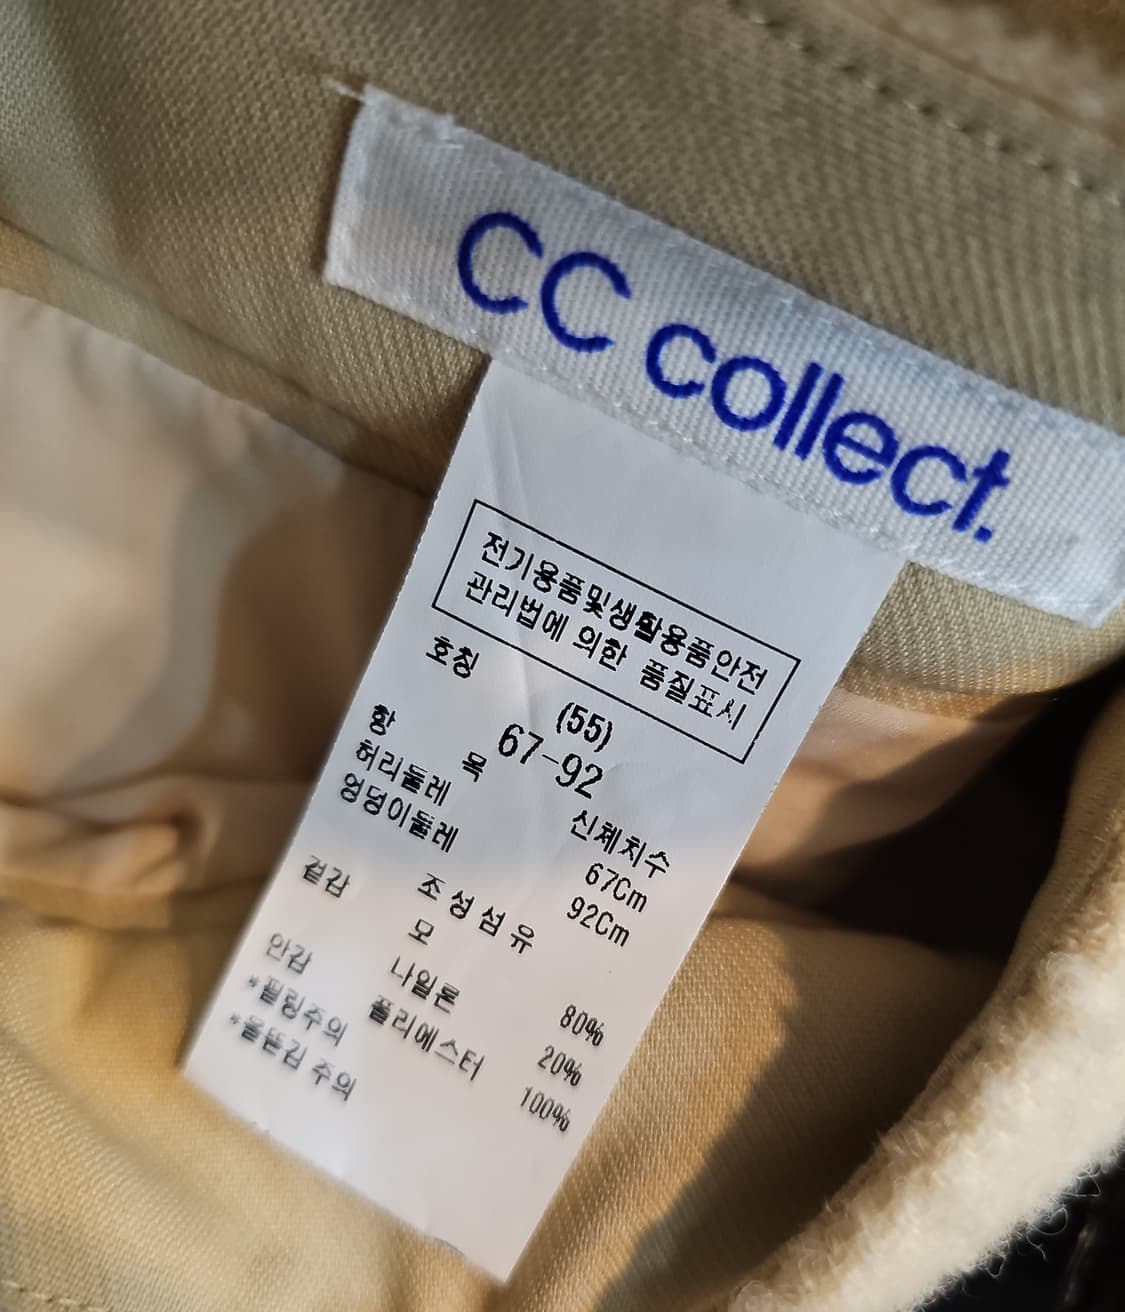 CC collect.
전기용품및생활용품안전
관리법에 의한 품질표시
호칭 (55)
67-92
항 목 신체치수
허리둘레 67Cm
엉덩이둘레 92Cm
조성섬유
겉감 모 80%
나일론 20%
안감 폴리에스터 100%
*필링주의
*올뜯김 주의